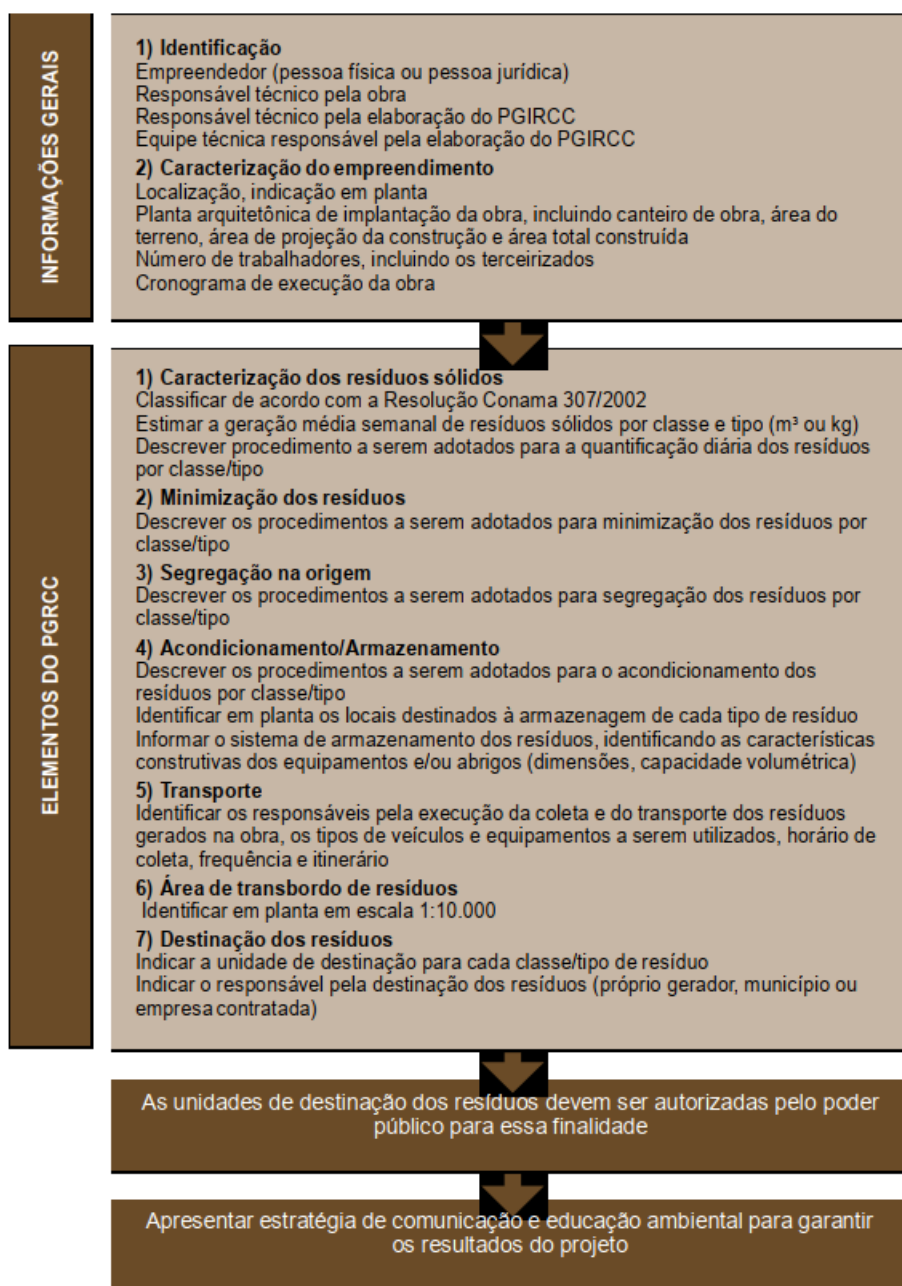 INFORMAÇÕES GERAIS
1) Identificação
Empreendedor (pessoa física ou pessoa jurídica)
Responsável técnico pela obra
Responsável técnico pela elaboração do PGIRCC
Equipe técnica responsável pela elaboração do PGIRCC
2) Caracterização do empreendimento
Localização, indicação em planta
Planta arquitetônica de implantação da obra, incluindo canteiro de obra, área do
terreno, área de projeção da construção e área total construída
Número de trabalhadores, incluindo os terceirizados
Cronograma de execução da obra
ELEMENTOS DO PGRCC
1) Caracterização dos resíduos sólidos
Classificar de acordo com a Resolução Conama 307/2002
Estimar a geração média semanal de resíduos sólidos por classe e tipo (m³ ou kg)
Descrever procedimento a serem adotados para a quantificação diária dos resíduos
por classe/tipo
2) Minimização dos resíduos
Descrever os procedimentos a serem adotados para minimização dos resíduos por
classe/tipo
3) Segregação na origem
Descrever os procedimentos a serem adotados para segregação dos resíduos por
classe/tipo
4) Acondicionamento/Armazenamento
Descrever os procedimentos a serem adotados para o acondicionamento dos
resíduos por classe/tipo
Identificar em planta os locais destinados à armazenagem de cada tipo de resíduo
Informar o sistema de armazenamento dos resíduos, identificando as características
construtivas dos equipamentos e/ou abrigos (dimensões, capacidade volumétrica)
5) Transporte
Identificar os responsáveis pela execução da coleta e do transporte dos resíduos
gerados na obra, os tipos de veículos e equipamentos a serem utilizados, horário de
coleta, frequência e itinerário
6) Área de transbordo de resíduos
Identificar em planta em escala 1:10.000
7) Destinação dos resíduos
Indicar a unidade de destinação para cada classe/tipo de resíduo
Indicar o responsável pela destinação dos resíduos (próprio gerador, município ou
empresa contratada)
As unidades de destinação dos resíduos devem ser autorizadas pelo poder
público para essa finalidade
Apresentar estratégia de comunicação e educação ambiental para garantir
os resultados do projeto